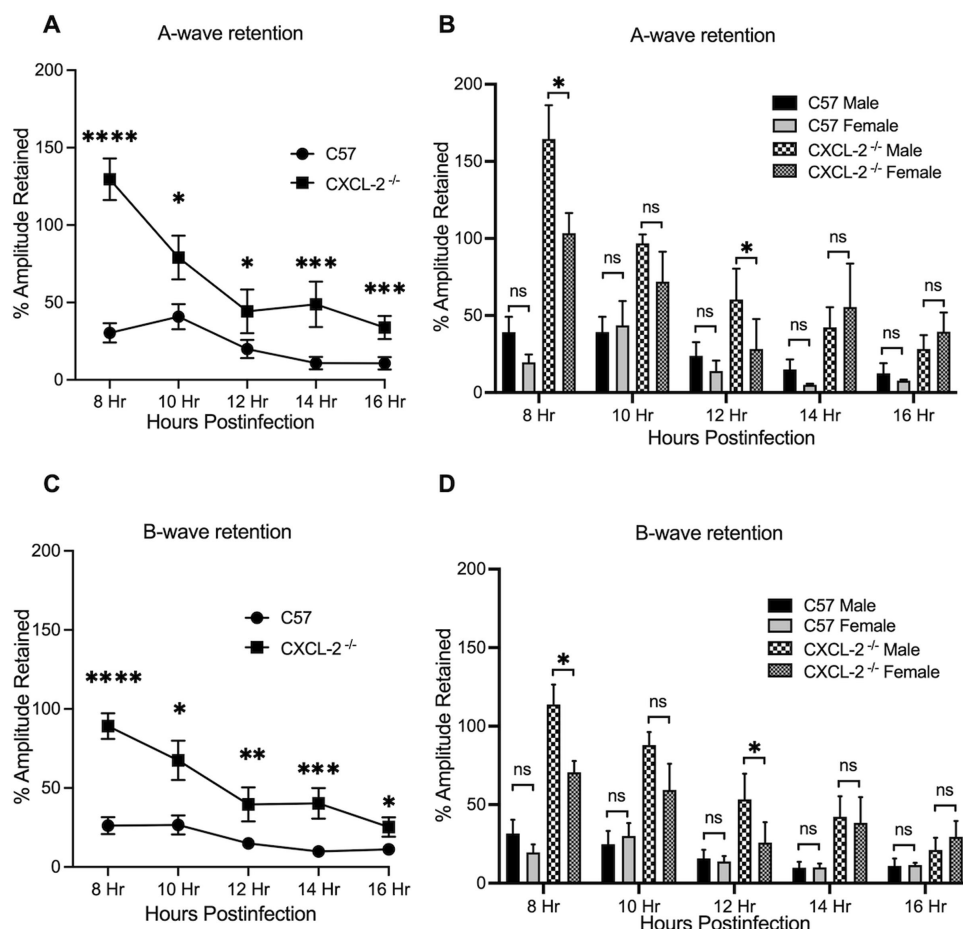 A
A-wave retention
200
150
100
50
0
% Amplitude Retained
****
*
*
***
***
C57
CXCL-2 -/-
8 Hr 10 Hr 12 Hr 14 Hr 16 Hr
Hours Postinfection
B
A-wave retention
200
150
100
50
0
% Amplitude Retained
C57 Male
C57 Female
CXCL-2 -/- Male
CXCL-2 -/- Female
ns * ns ns ns * ns ns ns ns
8 Hr 10 Hr 12 Hr 14 Hr 16 Hr
Hours Postinfection
C
B-wave retention
200
150
100
50
0
% Amplitude Retained
C57
CXCL-2 -/-
****
*
**
***
*
8 Hr 10 Hr 12 Hr 14 Hr 16 Hr
Hours Postinfection
D
B-wave retention
200
150
100
50
0
% Amplitude Retained
C57 Male
C57 Female
CXCL-2 -/- Male
CXCL-2 -/- Female
ns * ns ns ns * ns ns ns ns
8 Hr 10 Hr 12 Hr 14 Hr 16 Hr
Hours Postinfection